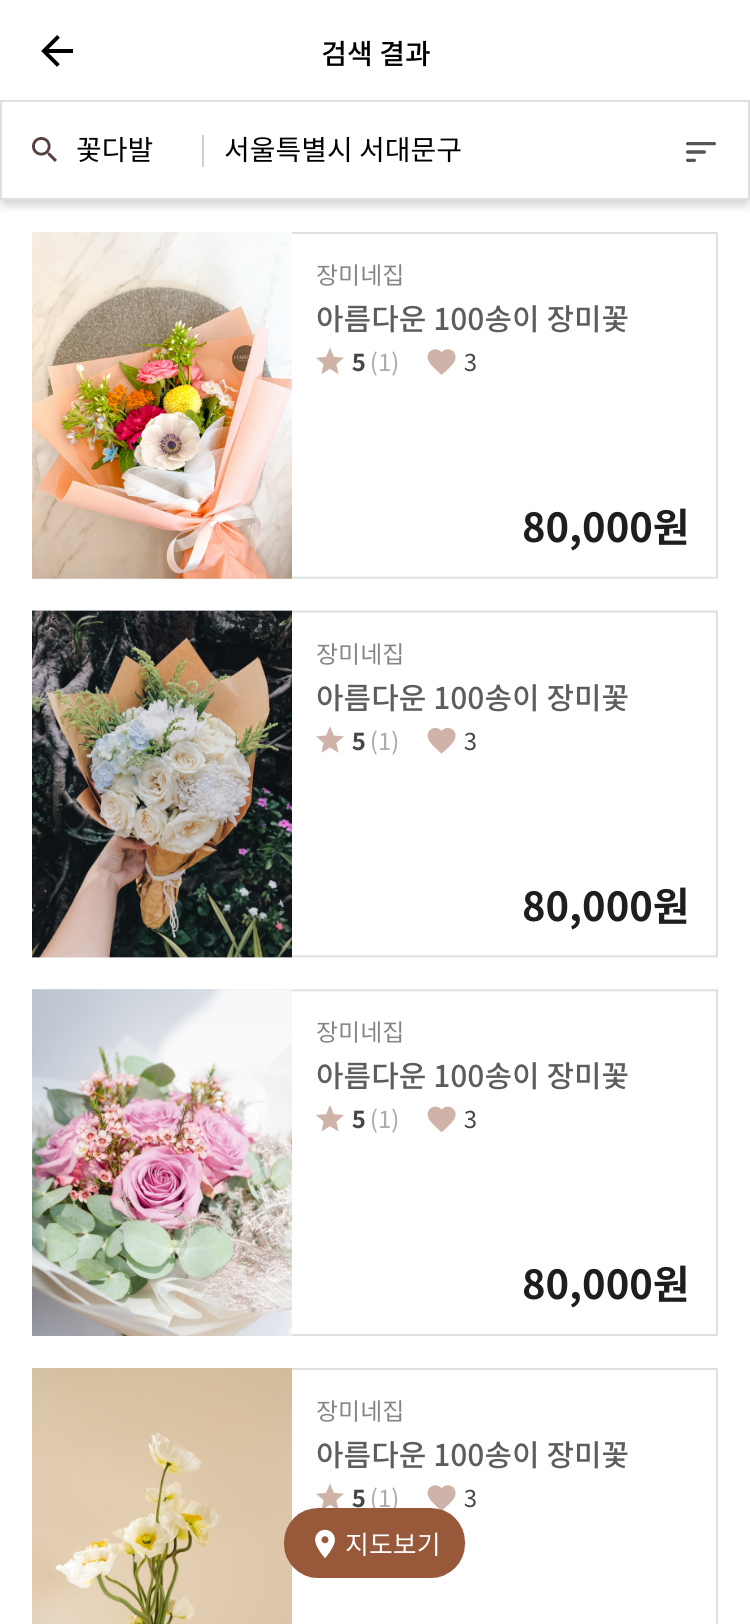 검색 결과
꽃다발 서울특별시 서대문구
장미네집
아름다운 100송이 장미꽃
5 (1) 3
80,000원
장미네집
아름다운 100송이 장미꽃
5 (1) 3
80,000원
장미네집
아름다운 100송이 장미꽃
5 (1) 3
80,000원
장미네집
아름다운 100송이 장미꽃
5 (1) 3
지도보기